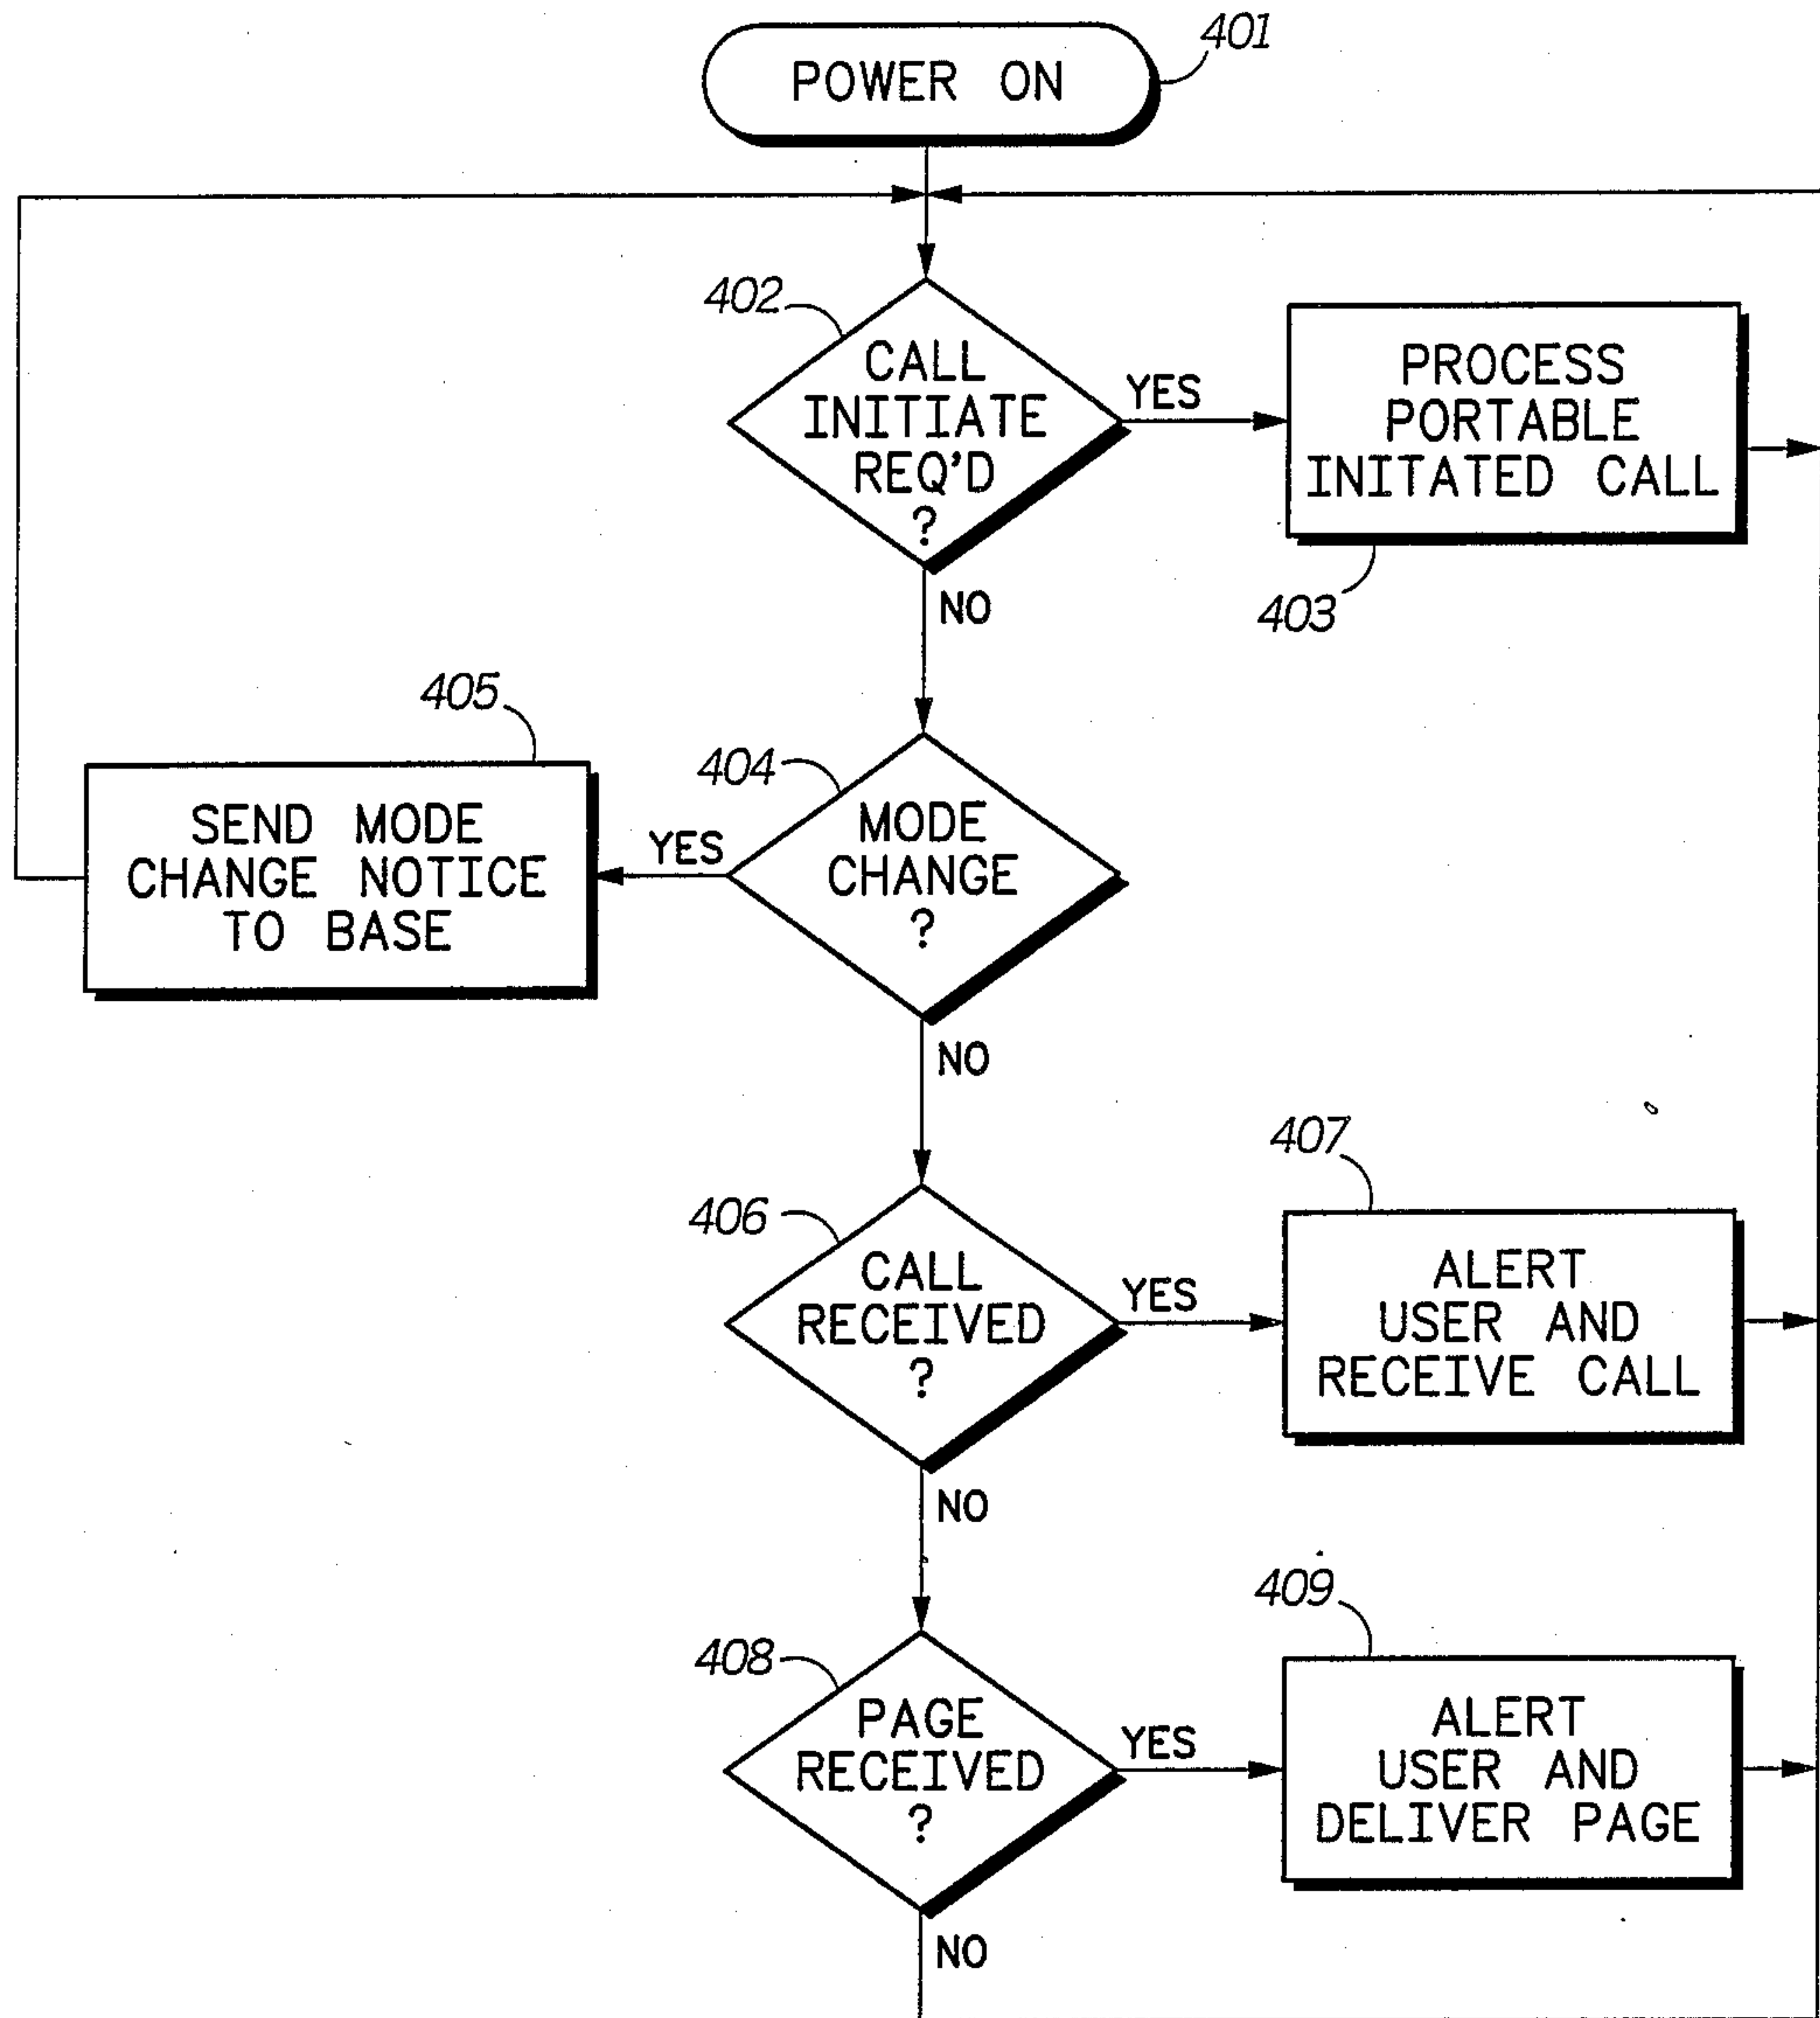 POWER ON
401
402
CALL
INITIATE
REQ'D
?
YES
PROCESS
PORTABLE
INITATED CALL
403
NO
405
SEND MODE
CHANGE NOTICE
TO BASE
YES
404
MODE
CHANGE
?
NO
406
CALL
RECEIVED
?
YES
407
ALERT
USER AND
RECEIVE CALL
NO
408
PAGE
RECEIVED
?
YES
409
ALERT
USER AND
DELIVER PAGE
NO